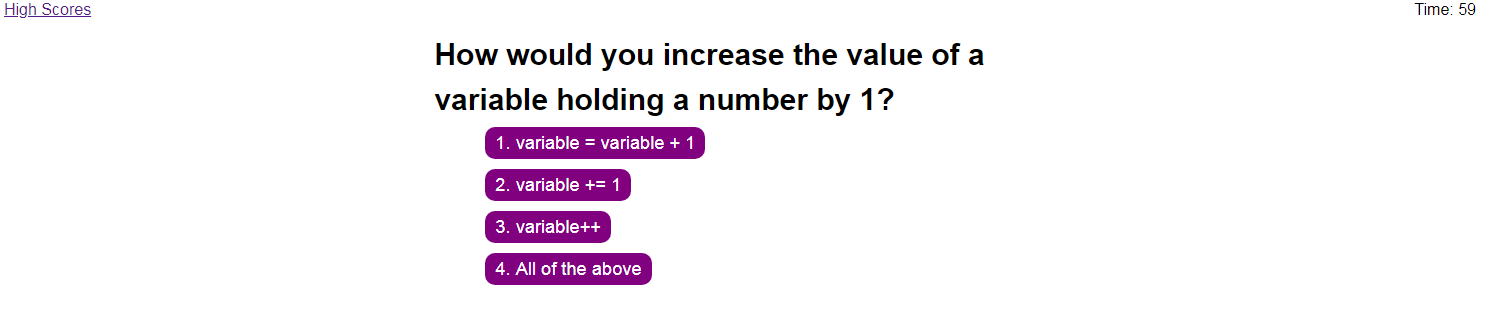 High Scores
Time: 59
How would you increase the value of a
variable holding a number by 1?
1. variable = variable + 1
2. variable += 1
3. variable++
4. All of the above